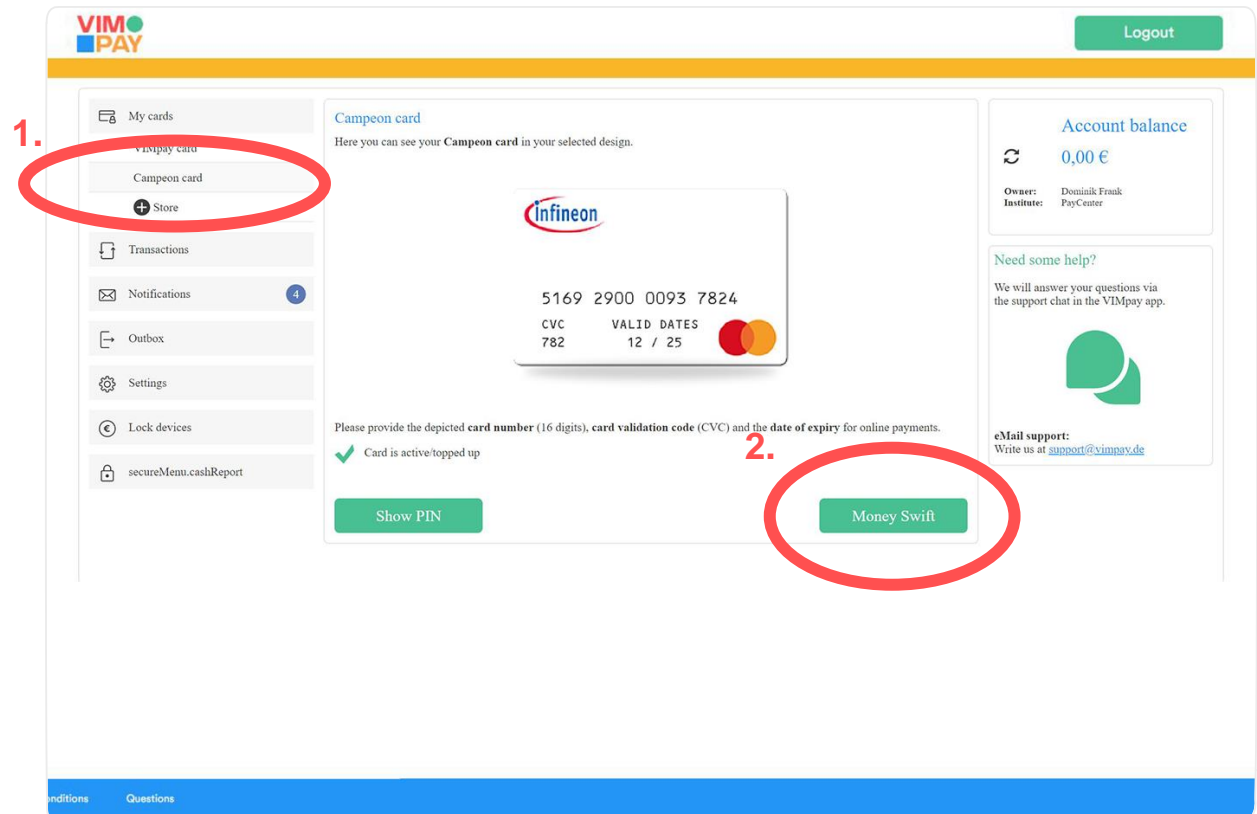 VIM
PAY
Logout
1.
My cards
VIMpay card
Campeon card
Store
Transactions
Notifications
4
Outbox
Settings
Lock devices
secureMenu.cashReport
Campeon card
Here you can see your Campeon card in your selected design.
infineon
5169 2900 0093 7824
CVC VALID DATES
782 12 / 25
Please provide the depicted card number (16 digits), card validation code (CVC) and the date of expiry for online payments.
Card is active/topped up
2.
Show PIN
Money Swift
Account balance
0,00 €
Owner: Dominik Frank
Institute: PayCenter
Need some help?
We will answer your questions via
the support chat in the VIMpay app.
eMail support:
Write us at support@vimpay.de
onditions Questions